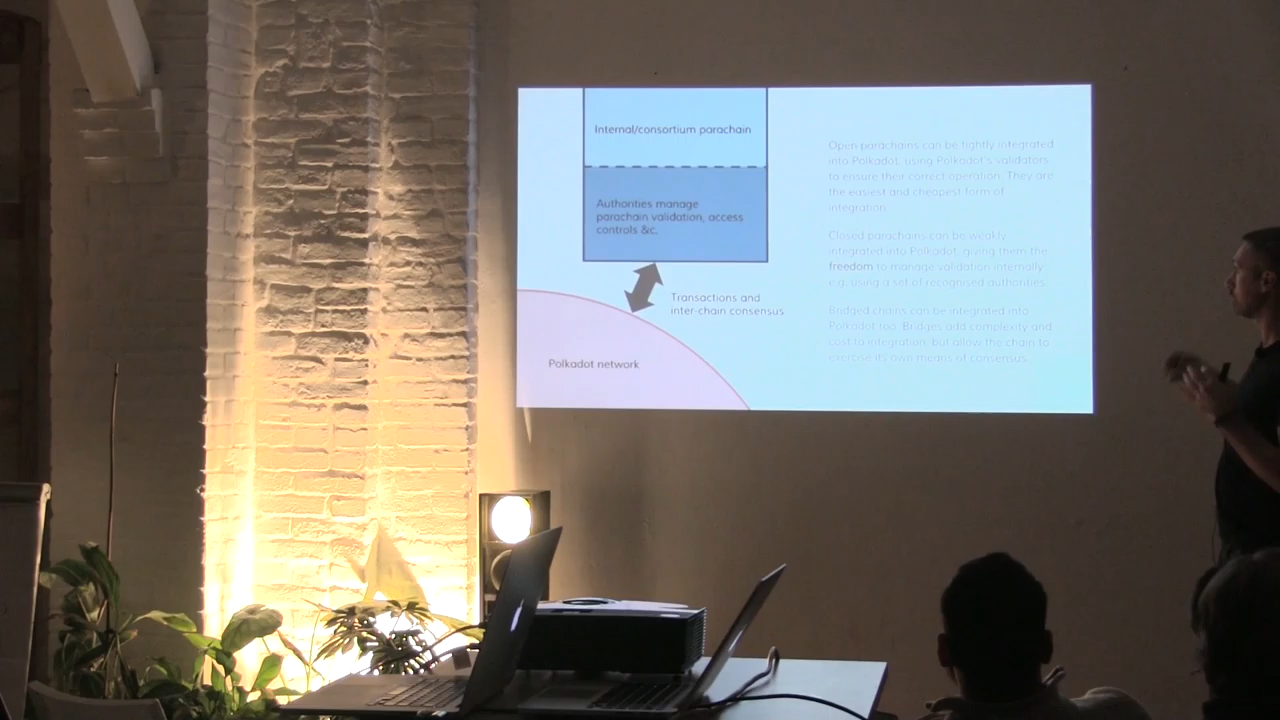 Internal/consortium parachain
Authorities manage
parachain validation, access
controls &c.
Transactions and
inter-chain consensus
Polkadot network
Open parachains can be tightly integrated
into Polkadot, using Polkadot's validators
to ensure their correct operation. They are
the easiest and cheapest form of
integration.
Closed parachains can be weakly
integrated into Polkadot, giving them the
freedom to manage validation internally
e.g. using a set of recognised authorities.
Bridged chains can be integrated into
Polkadot too. Bridges add complexity and
cost to integration, but allow the chain to
exercise its own means of consensus.